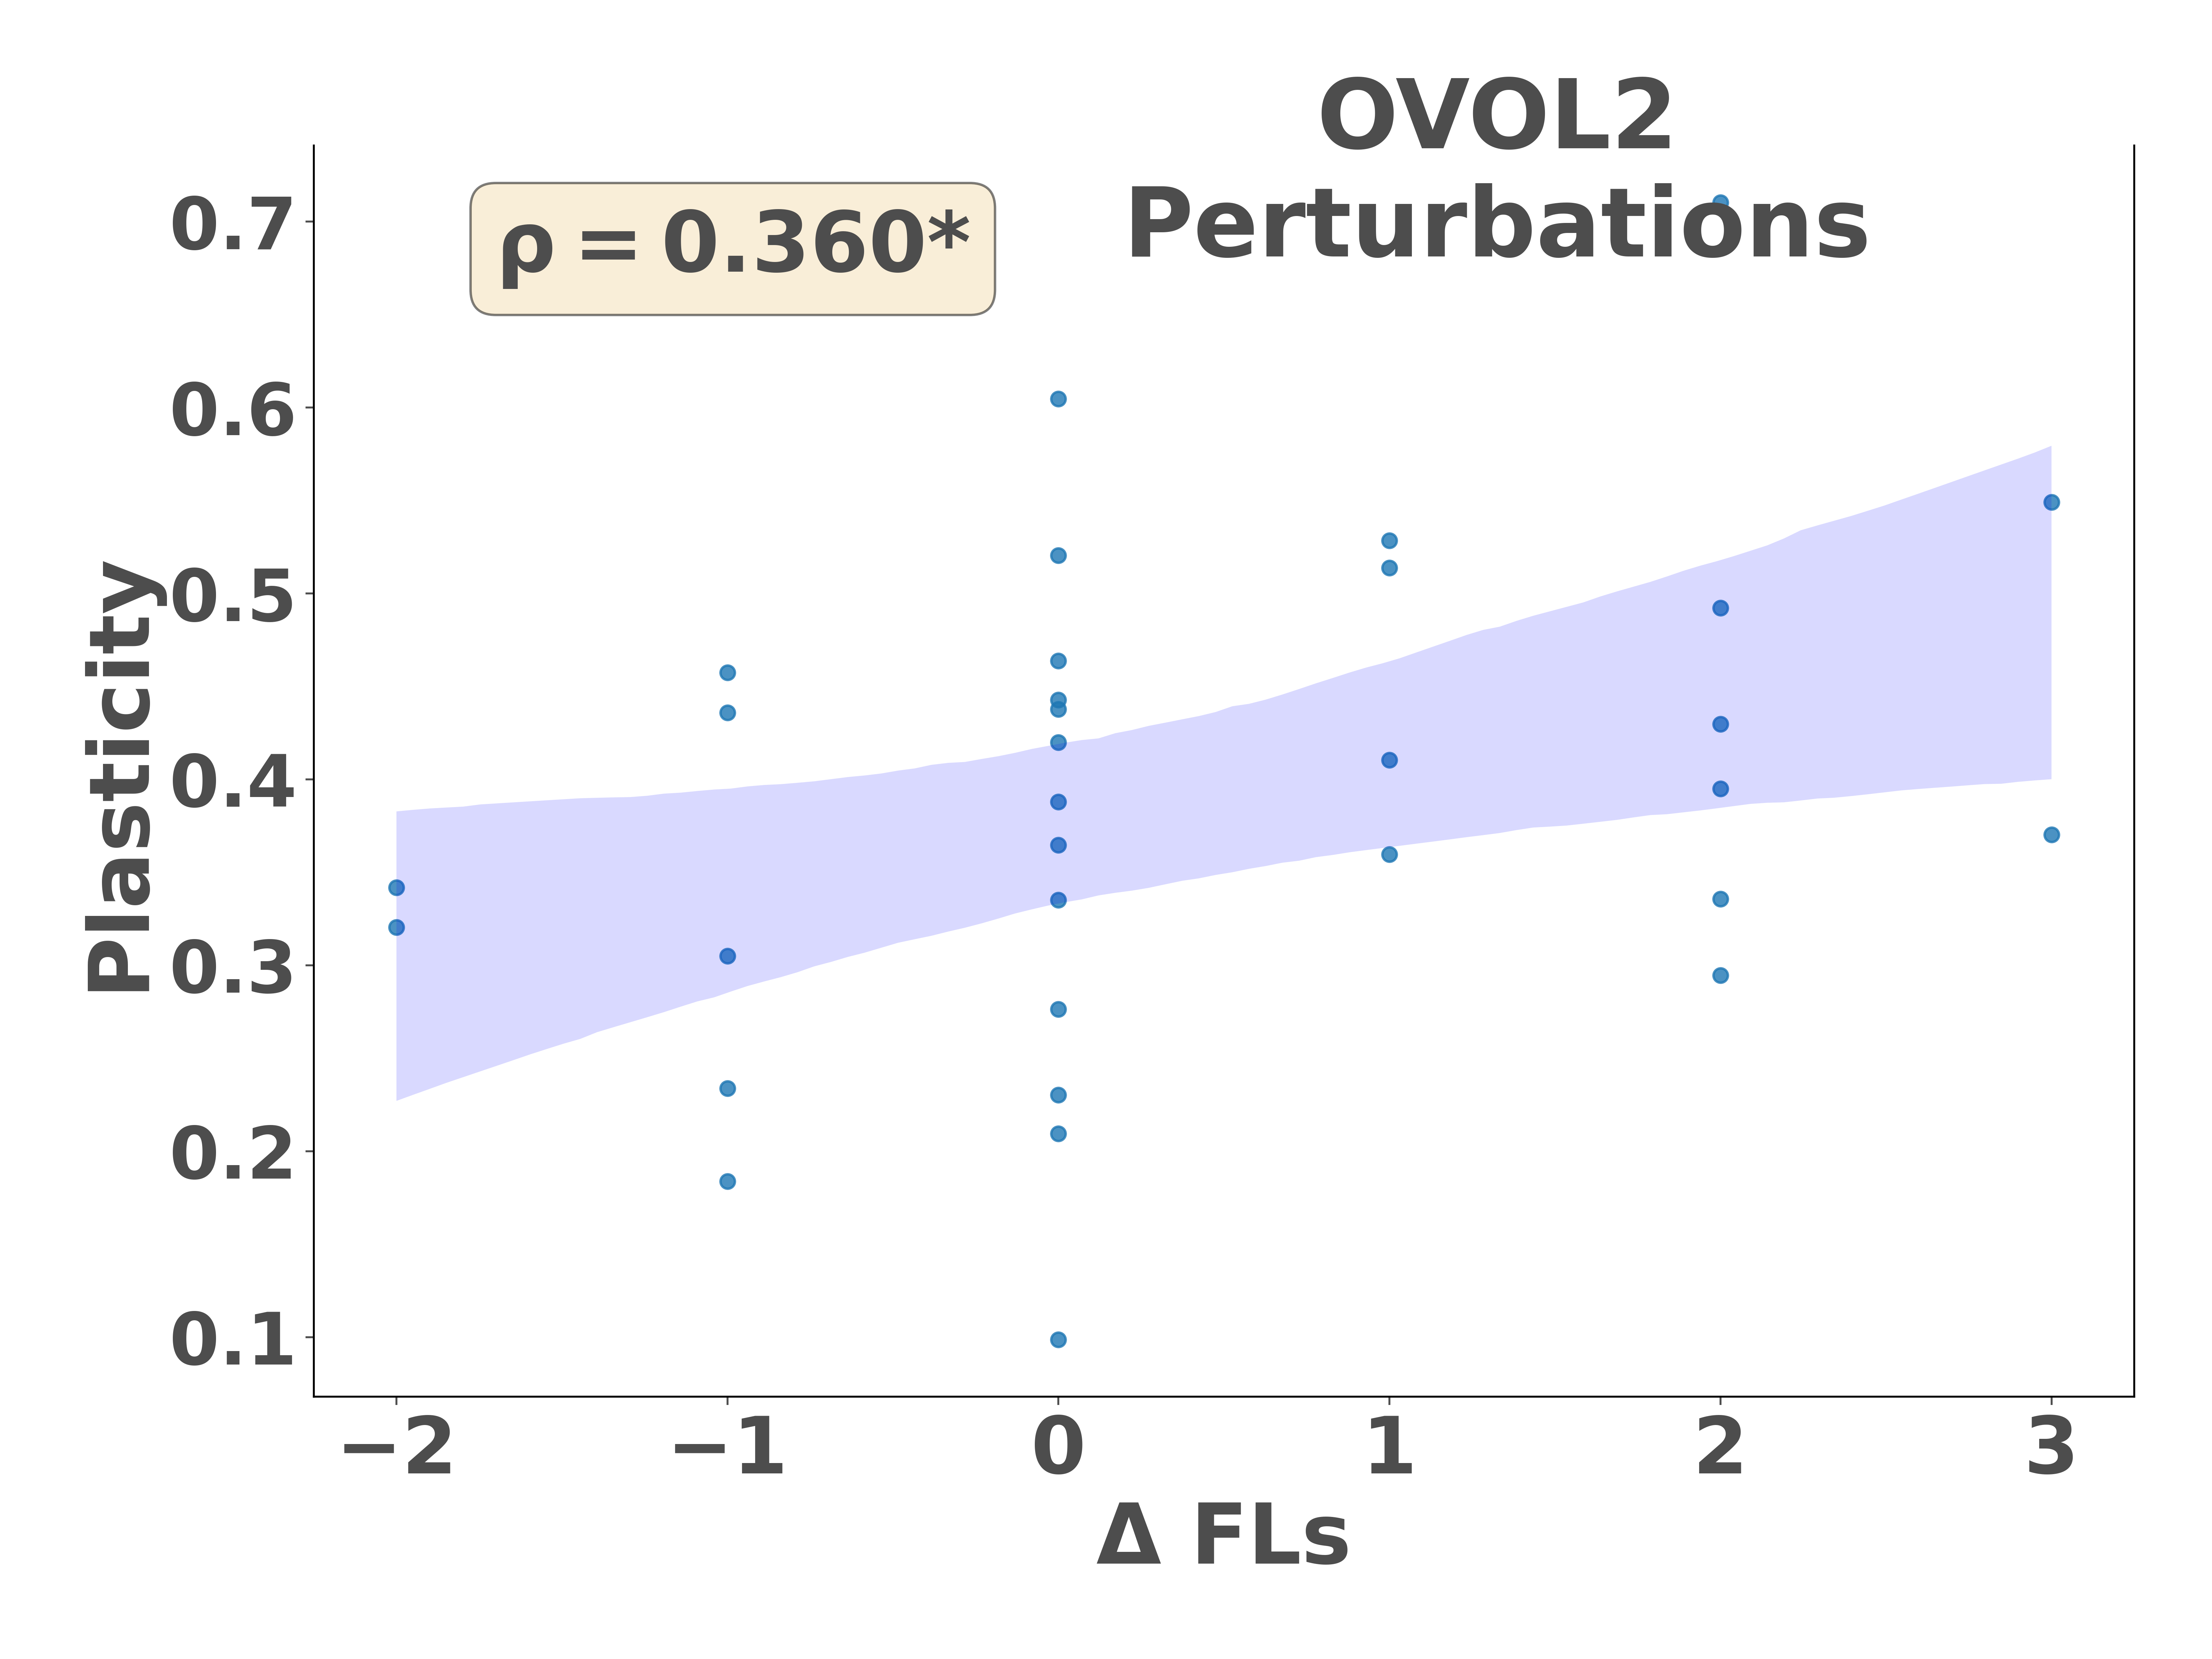 OVOL2
Perturbations
ρ = 0.360*
Plasticity
0.7
0.6
0.5
0.4
0.3
0.2
0.1
−2 −1 0 1 2 3
Δ FLs